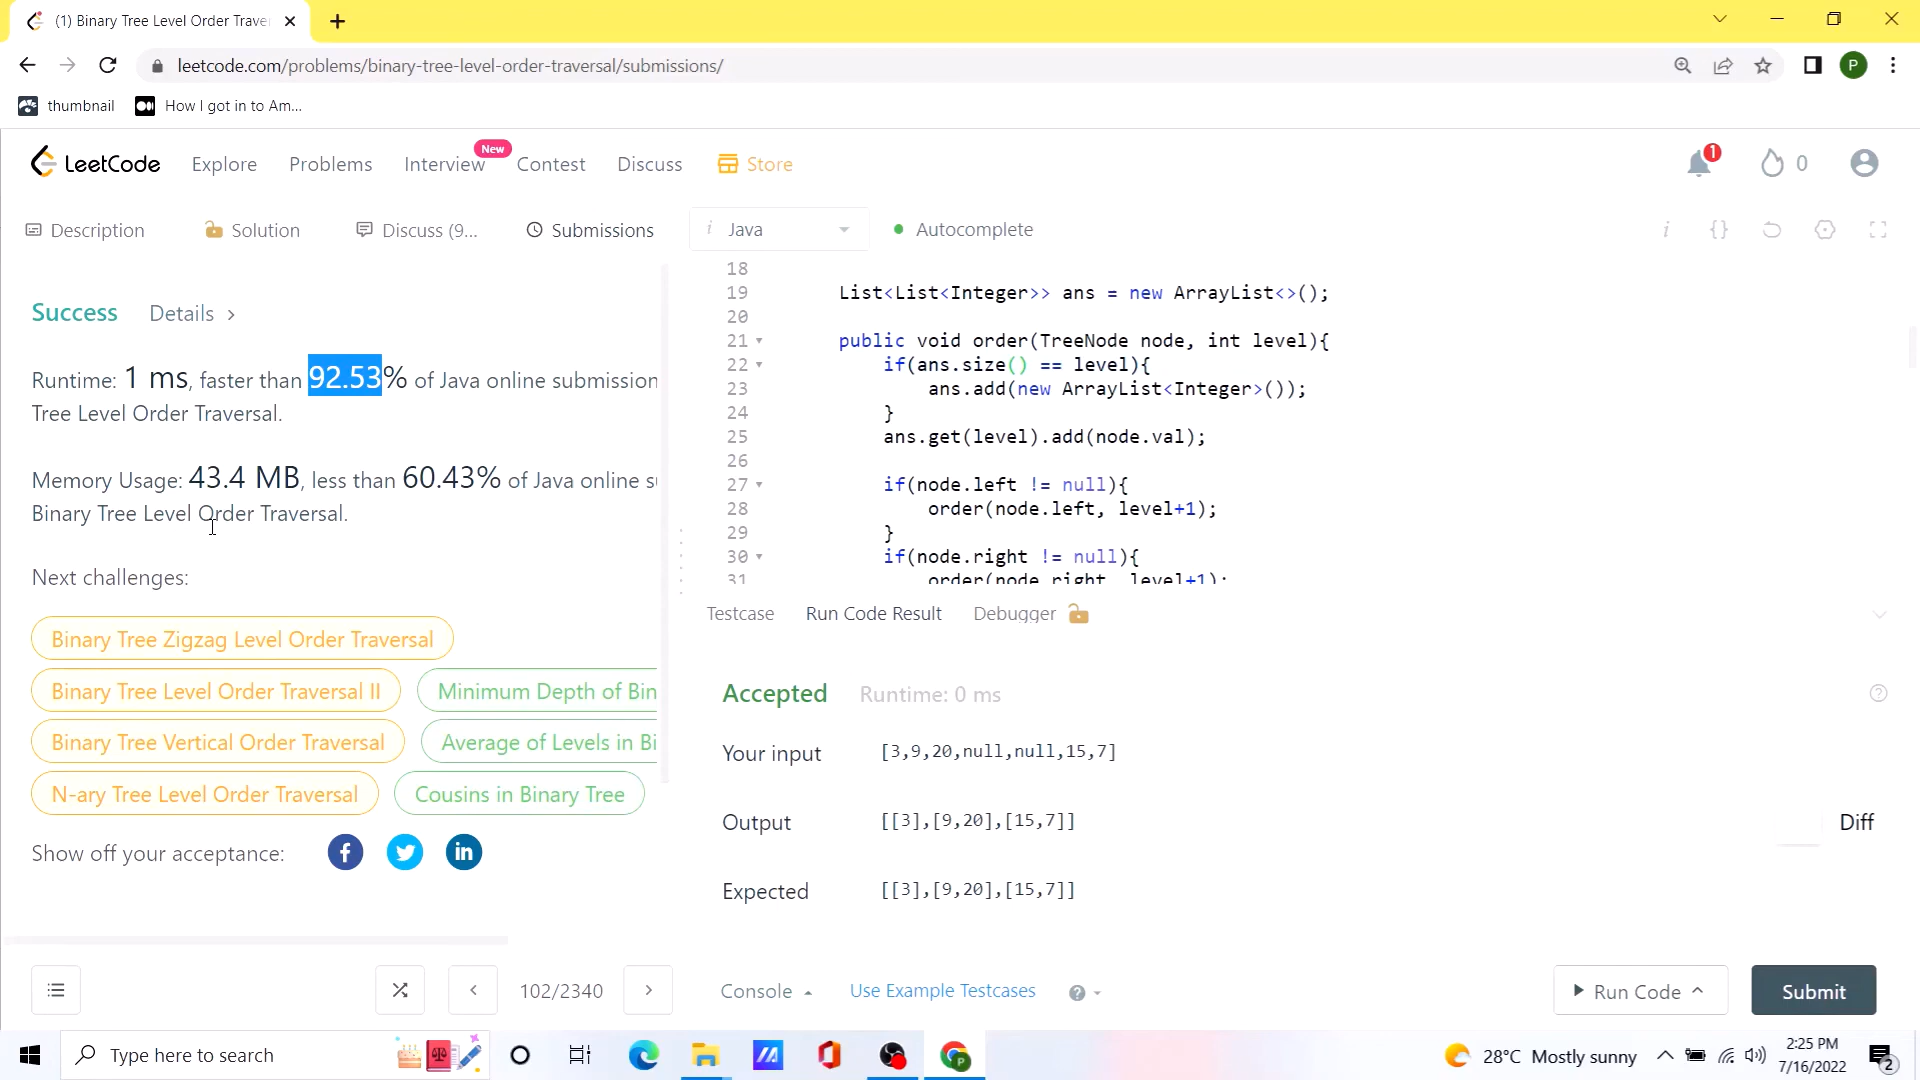 (1) Binary Tree Level Order Traver
leetcode.com/problems/binary-tree-level-order-traversal/submissions/
P
thumbnail
How I got in to Am...
LeetCode
Explore
Problems
Interview
New
Contest
Discuss
Store
1
0
Description
Solution
Discuss (9...
Submissions
i Java
Autocomplete
i {}
Success
Details >
Runtime: 1 ms, faster than 92.53% of Java online submission
Tree Level Order Traversal.
Memory Usage: 43.4 MB, less than 60.43% of Java online s
Binary Tree Level Order Traversal.
Next challenges:
Binary Tree Zigzag Level Order Traversal
Binary Tree Level Order Traversal II
Minimum Depth of Bin
Binary Tree Vertical Order Traversal
Average of Levels in Bi
N-ary Tree Level Order Traversal
Cousins in Binary Tree
Show off your acceptance:
102/2340
18
19 List<List<Integer>> ans = new ArrayList<>();
20
21 public void order(TreeNode node, int level){
22 if(ans.size() == level){
23 ans.add(new ArrayList<Integer>());
24 }
25 ans.get(level).add(node.val);
26
27 if(node.left != null){
28 order(node.left, level+1);
29 }
30 if(node.right != null){
31 order(node.right, level+1);
Testcase
Run Code Result
Debugger
Accepted
Runtime: 0 ms
Your input
[3,9,20,null,null,15,7]
Output
[[3],[9,20],[15,7]]
Diff
Expected
[[3],[9,20],[15,7]]
Console
Use Example Testcases
Run Code
Submit
Type here to search
28°C Mostly sunny
2:25 PM
7/16/2022
2